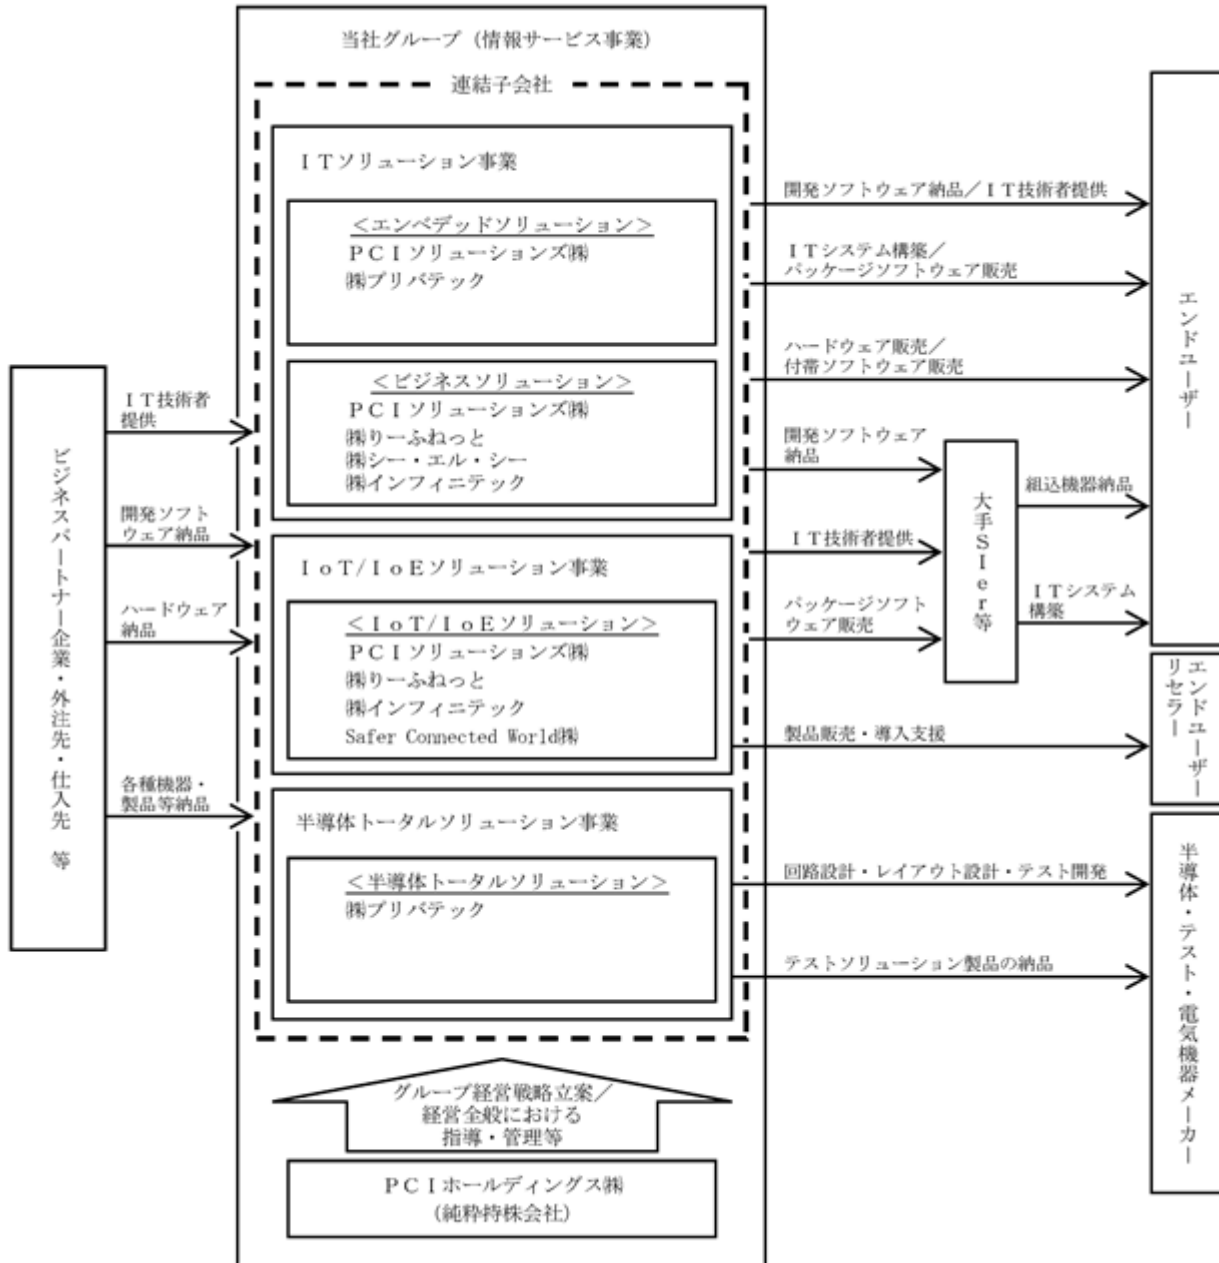 当社グループ（情報サービス事業）
連結子会社
ＩＴソリューション事業
＜エンベデッドソリューション＞
ＰＣＩソリューションズ㈱
㈱プリバテック
＜ビジネスソリューション＞
ＰＣＩソリューションズ㈱
㈱りーふねっと
㈱シー・エル・シー
㈱インフィニテック
ＩｏＴ/ＩｏＥソリューション事業
＜ＩｏＴ/ＩｏＥソリューション＞
ＰＣＩソリューションズ㈱
㈱りーふねっと
㈱インフィニテック
Safer Connected World㈱
半導体トータルソリューション事業
＜半導体トータルソリューション＞
㈱プリバテック
グループ経営戦略立案／
経営全般における
指導・管理等
ＰＣＩホールディングス㈱
（純粋持株会社）
ビジネスパートナー企業・外注先・仕入先　等
ＩＴ技術者
提供
開発ソフト
ウェア納品
ハードウェア
納品
各種機器・
製品等納品
開発ソフトウェア納品／ＩＴ技術者提供
ＩＴシステム構築／
パッケージソフトウェア販売
ハードウェア販売／
付帯ソフトウェア販売
開発ソフトウェア
納品
ＩＴ技術者提供
パッケージソフト
ウェア販売
大手ＳＩｅｒ等
組込機器納品
ＩＴシステム
構築
製品販売・導入支援
回路設計・レイアウト設計・テスト開発
テストソリューション製品の納品
エンドユーザー
エンドユーザー
リセラー
半導体・テスト・電気機器メーカー